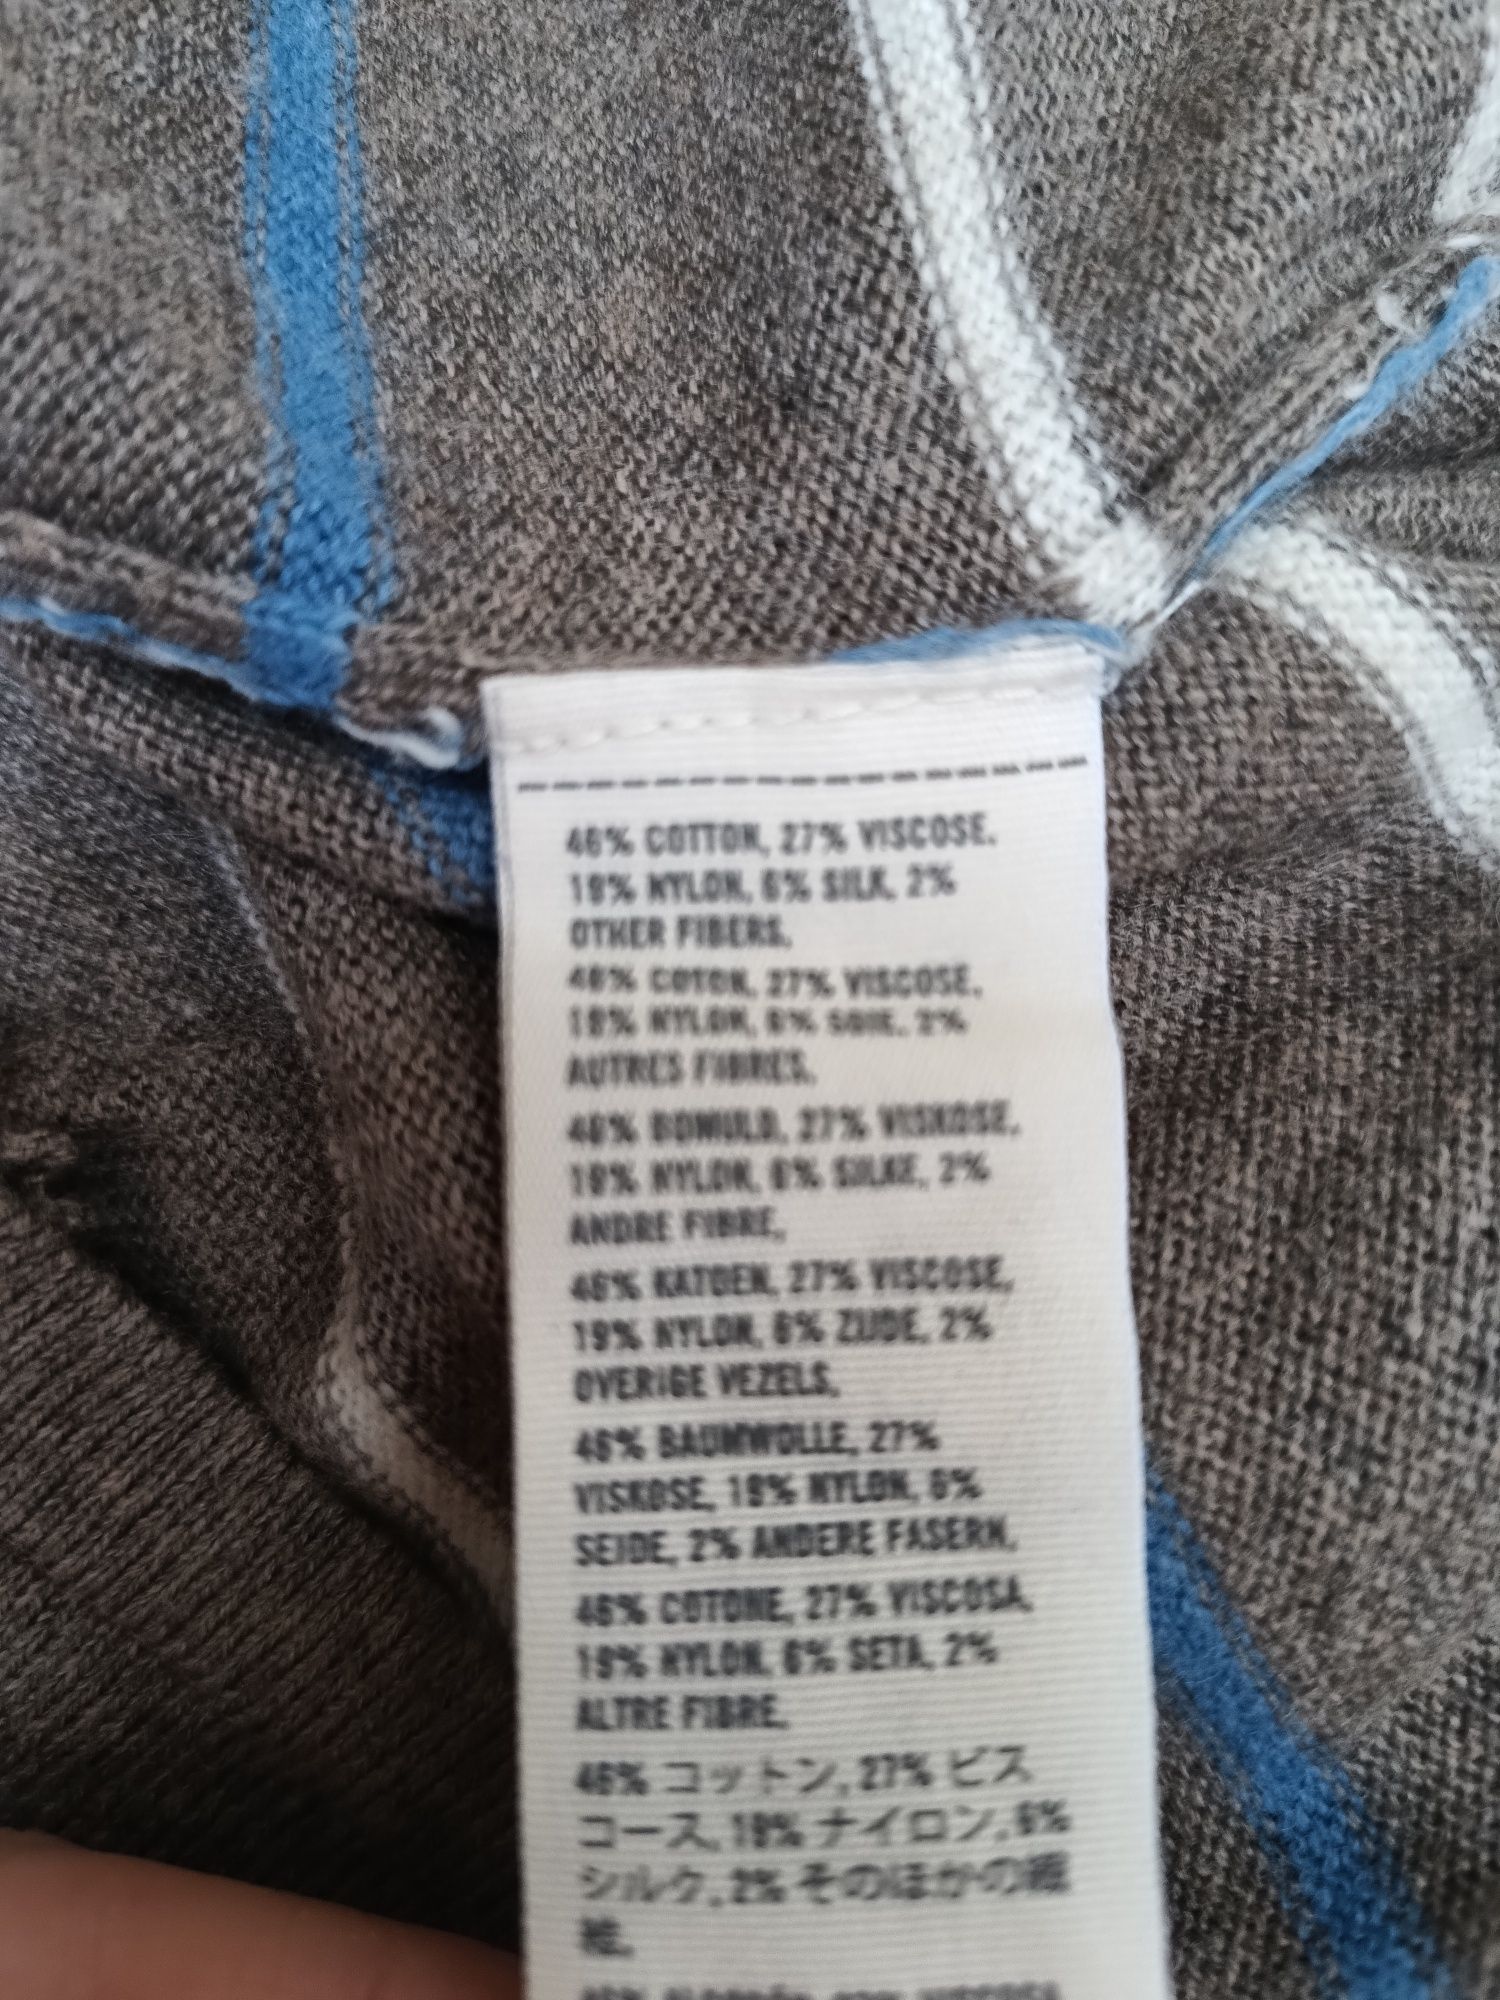 46% COTTON, 27% VISCOSE,
19% NYLON, 6% SILK, 2%
OTHER FIBERS,
46% COTON, 27% VISCOSE,
19% NYLON, 6% SOIE, 2%
AUTRES FIBRES,
46% BOMULD, 27% VISKOSE,
19% NYLON, 6% SILKE, 2%
ANDRE FIBRE,
46% KATOEN, 27% VISCOSE,
19% NYLON, 6% ZIJDE, 2%
OVERIGE VEZELS,
46% BAUMWOLLE, 27%
VISKOSE, 19% NYLON, 6%
SEIDE, 2% ANDERE FASERN,
46% COTONE, 27% VISCOSA,
19% NYLON, 6% SETA, 2%
ALTRE FIBRE,
46% コットン, 27% ビス
コース, 19% ナイロン, 6%
シルク, 2% そのほかの繊
維,